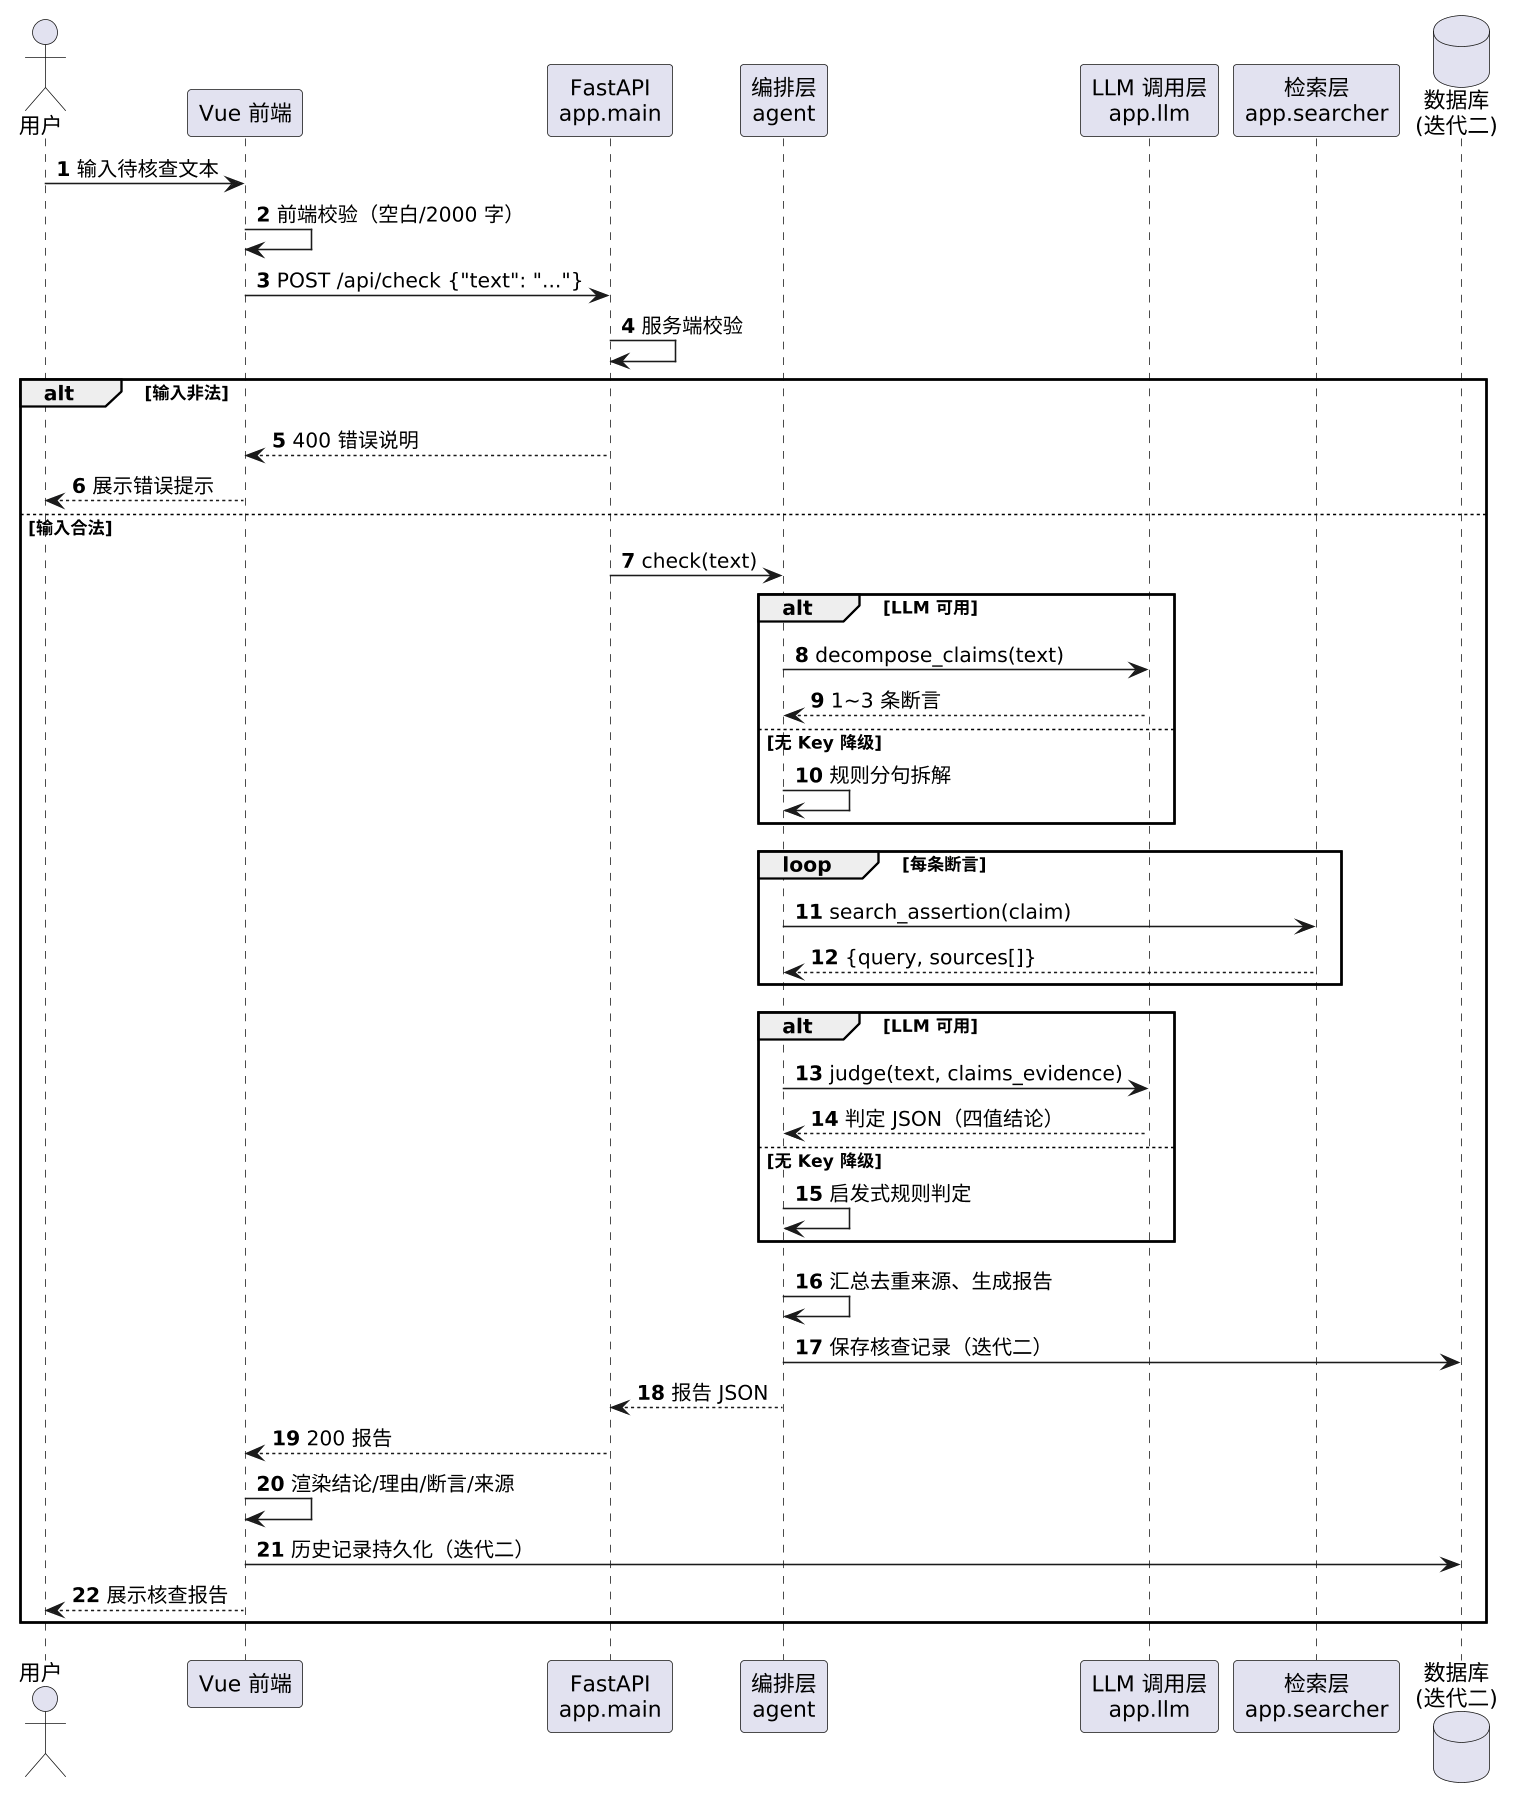 用户
Vue 前端
FastAPI
app.main
编排层
agent
LLM 调用层
app.llm
检索层
app.searcher
数据库
(迭代二)
1 输入待核查文本
2 前端校验（空白/2000 字）
3 POST /api/check {"text": "..."}
4 服务端校验
alt [输入非法]
5 400 错误说明
6 展示错误提示
[输入合法]
7 check(text)
alt [LLM 可用]
8 decompose_claims(text)
9 1~3 条断言
[无 Key 降级]
10 规则分句拆解
loop [每条断言]
11 search_assertion(claim)
12 {query, sources[]}
alt [LLM 可用]
13 judge(text, claims_evidence)
14 判定 JSON（四值结论）
[无 Key 降级]
15 启发式规则判定
16 汇总去重来源、生成报告
17 保存核查记录（迭代二）
18 报告 JSON
19 200 报告
20 渲染结论/理由/断言/来源
21 历史记录持久化（迭代二）
22 展示核查报告
用户
Vue 前端
FastAPI
app.main
编排层
agent
LLM 调用层
app.llm
检索层
app.searcher
数据库
(迭代二)